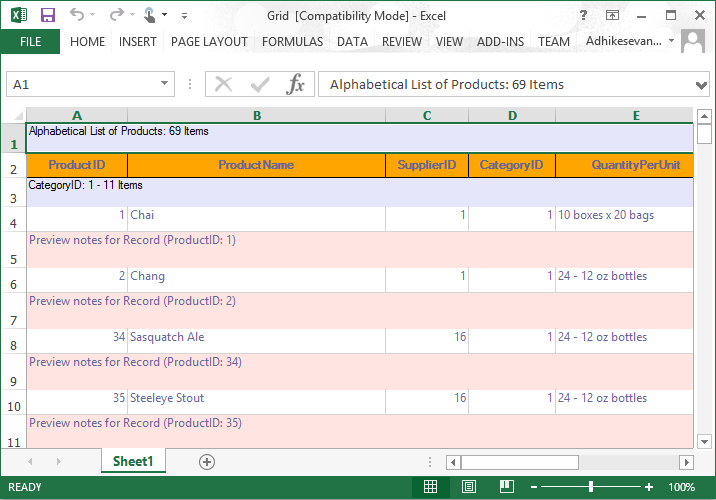 Grid [Compatibility Mode] - Excel
?
FILE HOME INSERT PAGE LAYOUT FORMULAS DATA REVIEW VIEW ADD-INS TEAM Adhikesevan...
A1 fx Alphabetical List of Products: 69 Items
A B C D E
1 Alphabetical List of Products: 69 Items
2 ProductID ProductName SupplierID CategoryID QuantityPerUnit
3 CategoryID: 1 - 11 Items
4 1 Chai 1 1 10 boxes x 20 bags
5 Preview notes for Record (ProductID: 1)
6 2 Chang 1 1 24 - 12 oz bottles
7 Preview notes for Record (ProductID: 2)
8 34 Sasquatch Ale 16 1 24 - 12 oz bottles
9 Preview notes for Record (ProductID: 34)
10 35 Steeleye Stout 16 1 24 - 12 oz bottles
11 Preview notes for Record (ProductID: 35)
Sheet1
READY 100%